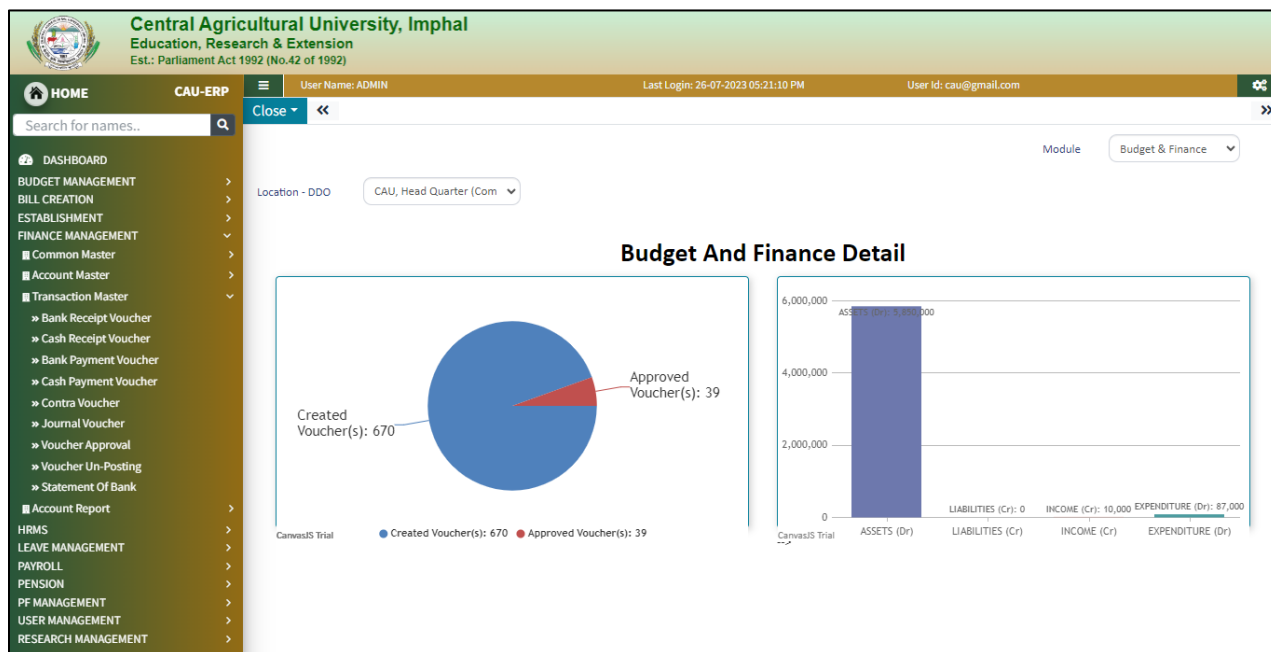 Central Agricultural University, Imphal
Education, Research & Extension
Est.: Parliament Act 1992 (No.42 of 1992)
HOME CAU-ERP
User Name: ADMIN Last Login: 26-07-2023 05:21:10 PM User Id: cau@gmail.com
Close
Search for names..
Module Budget & Finance
Location - DDO CAU, Head Quarter (Com
DASHBOARD
BUDGET MANAGEMENT
BILL CREATION
ESTABLISHMENT
FINANCE MANAGEMENT
Common Master
Account Master
Transaction Master
» Bank Receipt Voucher
» Cash Receipt Voucher
» Bank Payment Voucher
» Cash Payment Voucher
» Contra Voucher
» Journal Voucher
» Voucher Approval
» Voucher Un-Posting
» Statement Of Bank
Account Report
HRMS
LEAVE MANAGEMENT
PAYROLL
PENSION
PF MANAGEMENT
USER MANAGEMENT
RESEARCH MANAGEMENT
Budget And Finance Detail
Approved
Voucher(s): 39
Created
Voucher(s): 670
CanvasJS Trial
Created Voucher(s): 670 Approved Voucher(s): 39
6,000,000
ASSETS (Dr): 5,850,000
4,000,000
2,000,000
LIABILITIES (Cr): 0 INCOME (Cr): 10,000 EXPENDITURE (Dr): 87,000
0
ASSETS (Dr) LIABILITIES (Cr) INCOME (Cr) EXPENDITURE (Dr)
CanvasJS Trial
-->